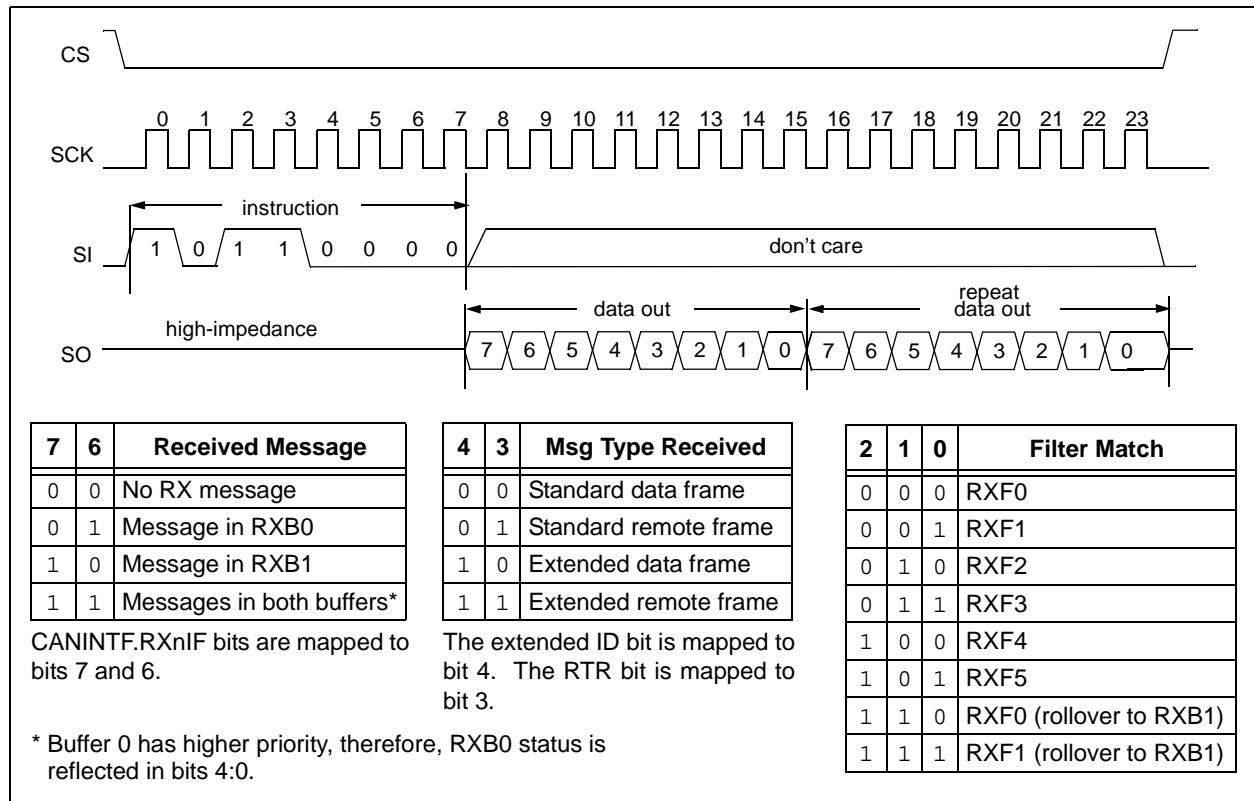 CS
0 1 2 3 4 5 6 7 8 9 10 11 12 13 14 15 16 17 18 19 20 21 22 23
SCK
instruction
SI 1 0 1 1 0 0 0 0 don't care
repeat
data out data out
high-impedance
SO 7 6 5 4 3 2 1 0 7 6 5 4 3 2 1 0
7 6 Received Message
0 0 No RX message
0 1 Message in RXB0
1 0 Message in RXB1
1 1 Messages in both buffers*
CANINTF.RXnIF bits are mapped to
bits 7 and 6.
4 3 Msg Type Received
0 0 Standard data frame
0 1 Standard remote frame
1 0 Extended data frame
1 1 Extended remote frame
The extended ID bit is mapped to
bit 4. The RTR bit is mapped to
bit 3.
2 1 0 Filter Match
0 0 0 RXF0
0 0 1 RXF1
0 1 0 RXF2
0 1 1 RXF3
1 0 0 RXF4
1 0 1 RXF5
1 1 0 RXF0 (rollover to RXB1)
1 1 1 RXF1 (rollover to RXB1)
* Buffer 0 has higher priority, therefore, RXB0 status is
reflected in bits 4:0.